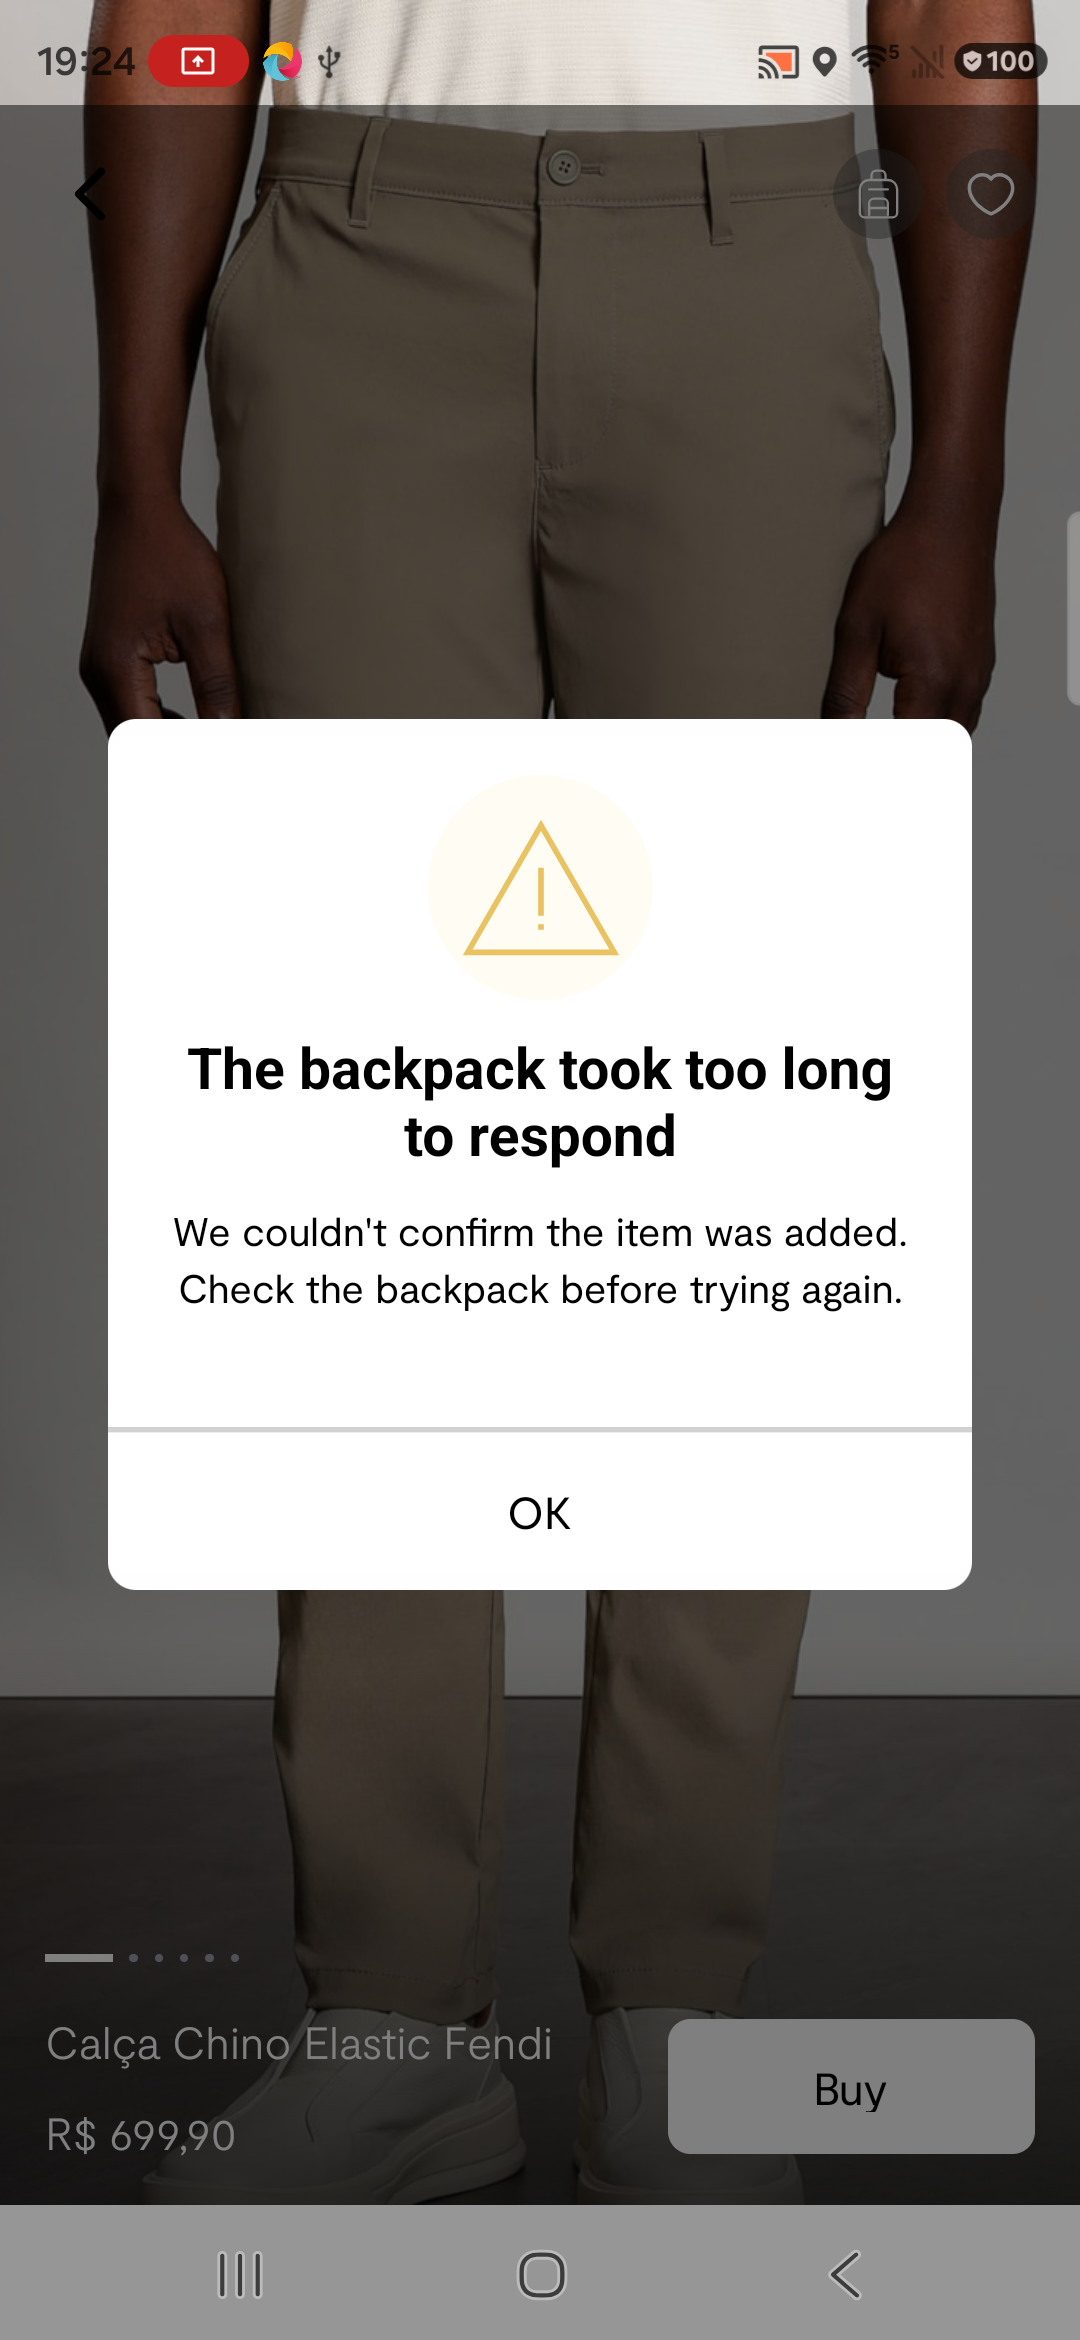 19:24
5
100
The backpack took too long
to respond
We couldn't confirm the item was added.
Check the backpack before trying again.
OK
Calça Chino Elastic Fendi
R$ 699,90
Buy